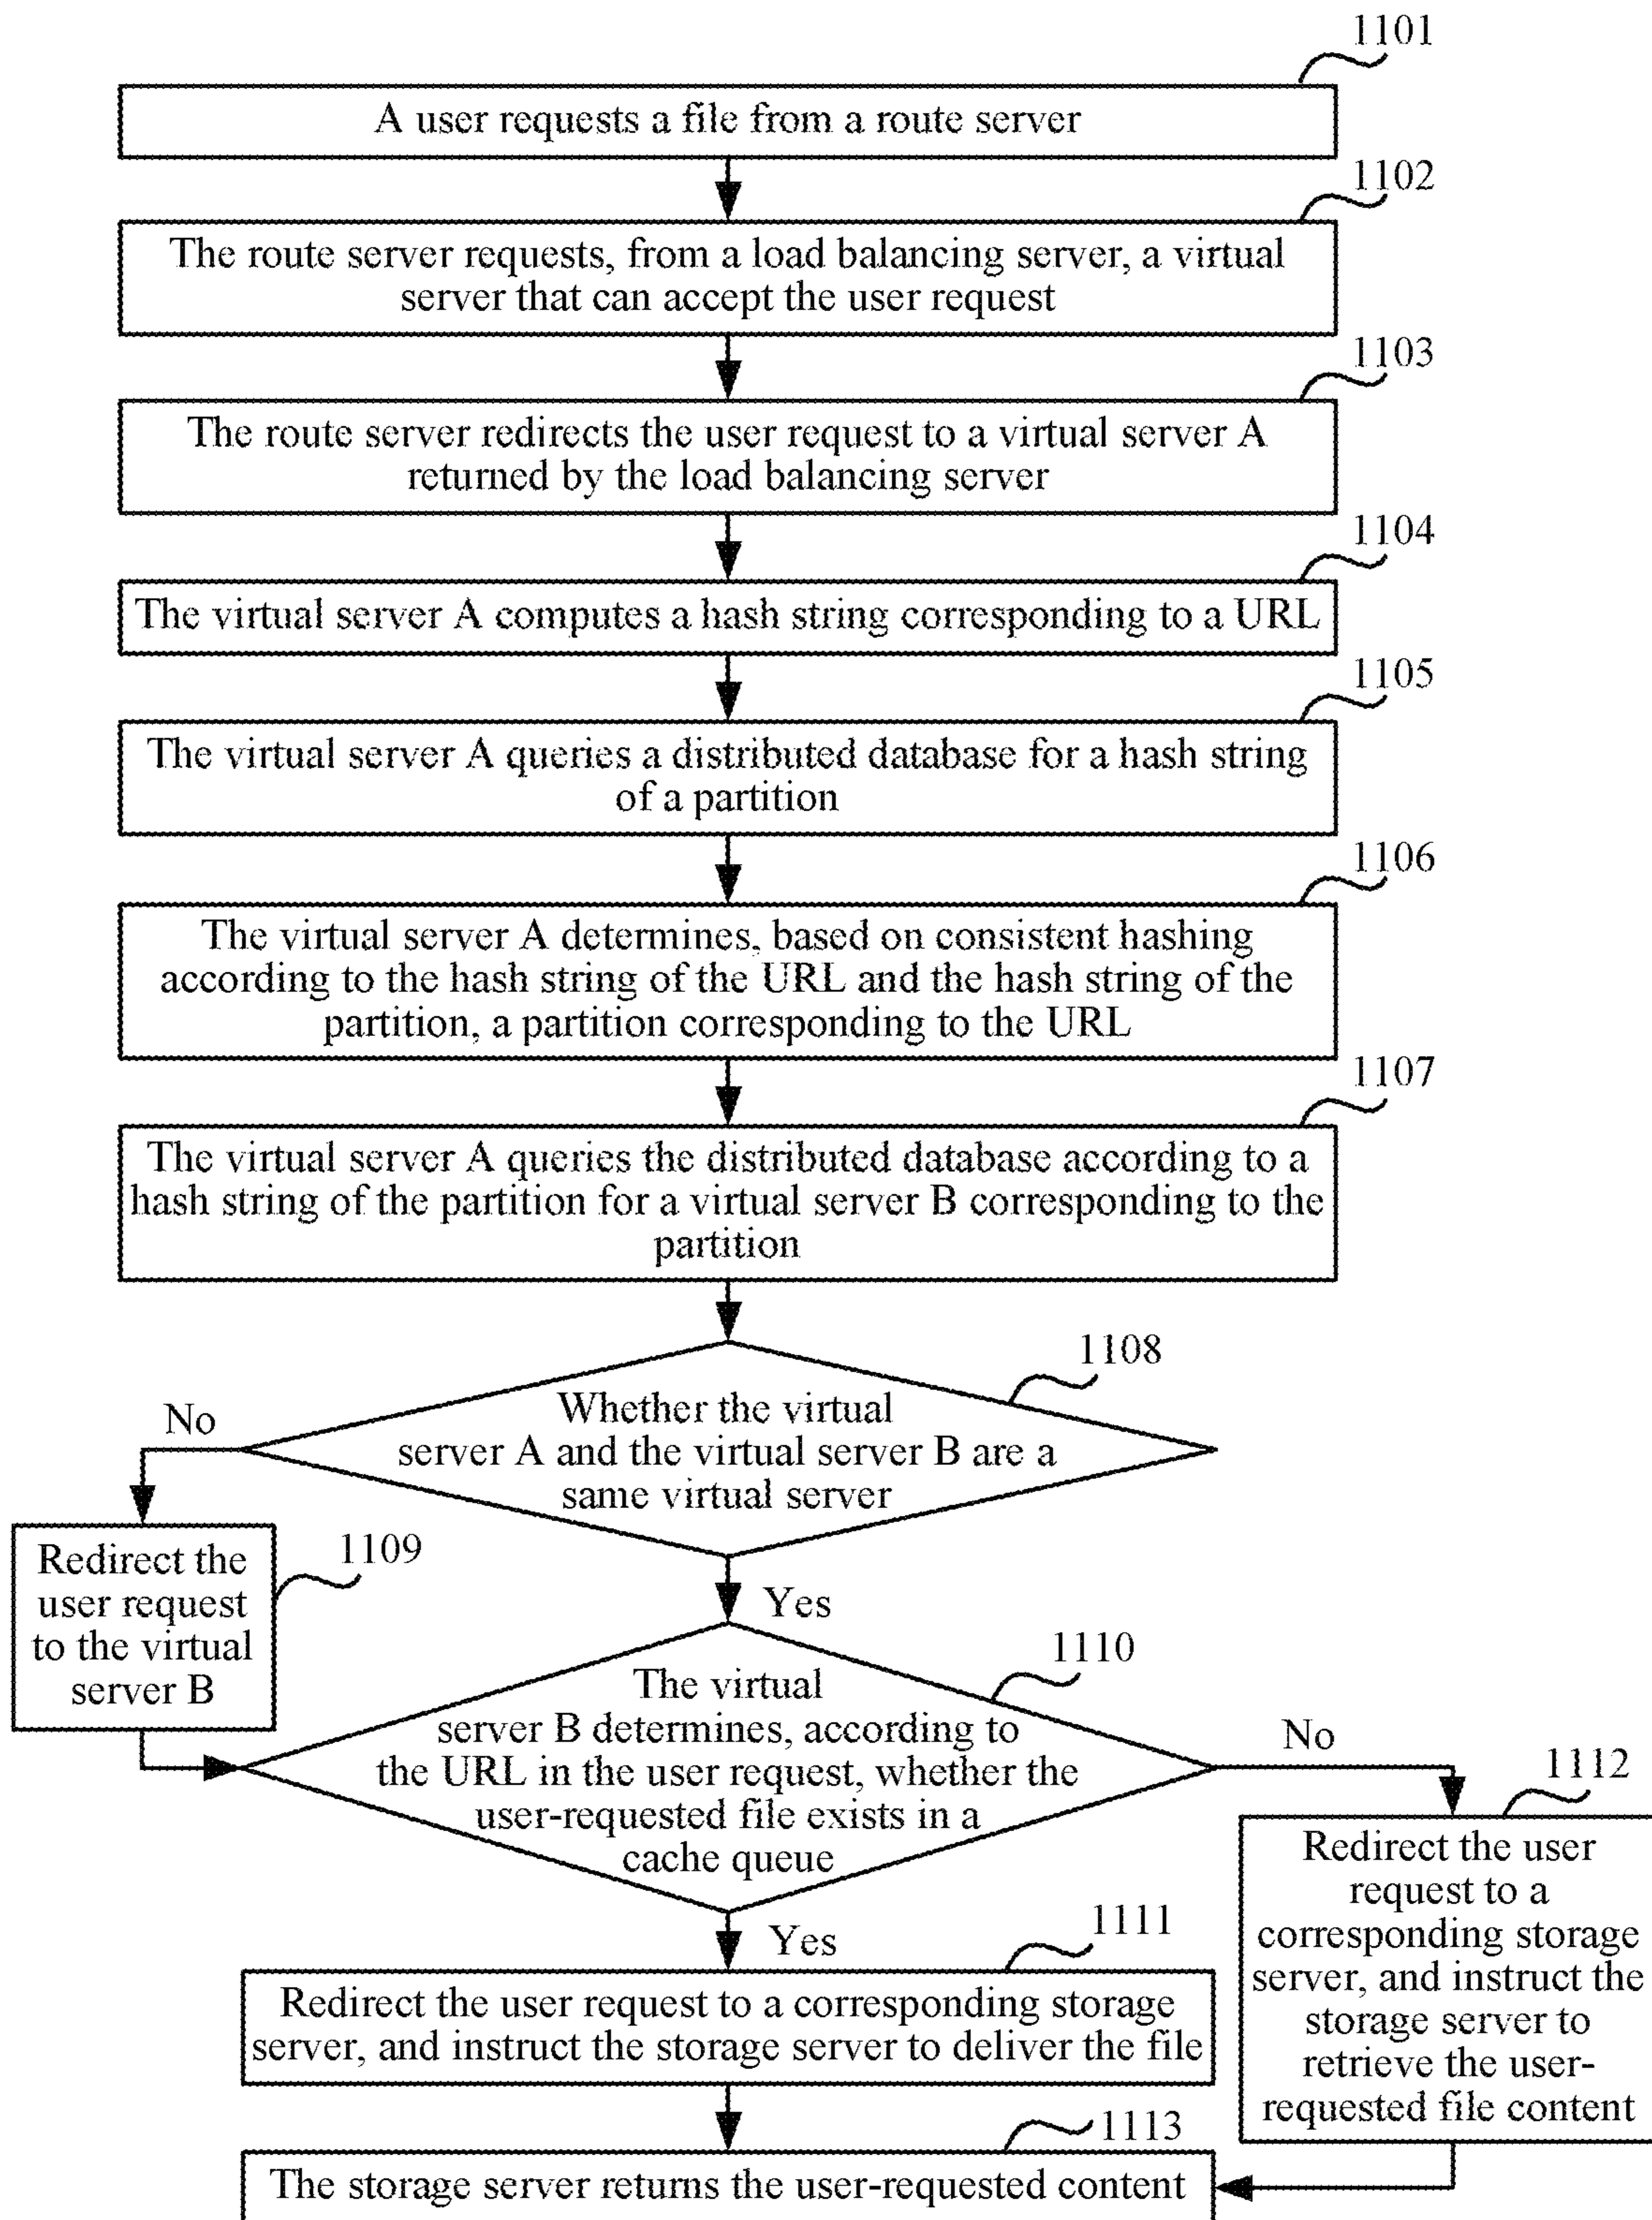 1101
A user requests a file from a route server
1102
The route server requests, from a load balancing server, a virtual
server that can accept the user request
1103
The route server redirects the user request to a virtual server A
returned by the load balancing server
1104
The virtual server A computes a hash string corresponding to a URL
1105
The virtual server A queries a distributed database for a hash string
of a partition
1106
The virtual server A determines, based on consistent hashing
according to the hash string of the URL and the hash string of the
partition, a partition corresponding to the URL
1107
The virtual server A queries the distributed database according to a
hash string of the partition for a virtual server B corresponding to the
partition
1108
Whether the virtual
server A and the virtual server B are a
same virtual server
No
Yes
1109
Redirect the
user request
to the virtual
server B
1110
The virtual
server B determines, according to
the URL in the user request, whether the
user-requested file exists in a
cache queue
No
Yes
1112
Redirect the user
request to a
corresponding storage
server, and instruct the
storage server to
retrieve the user-
requested file content
1111
Redirect the user request to a corresponding storage
server, and instruct the storage server to deliver the file
1113
The storage server returns the user-requested content